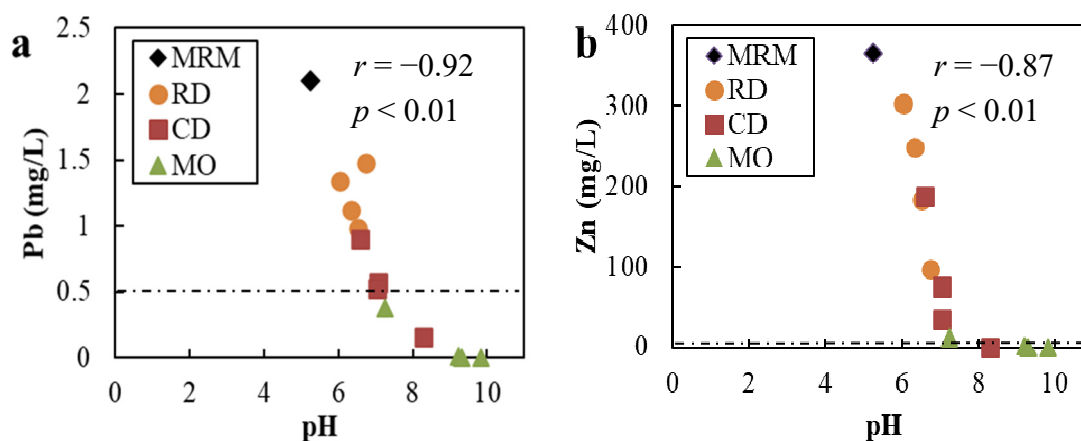 a
2.5
2
1.5
1
0.5
0
Pb (mg/L)
MRM
RD
CD
MO
r = −0.92
p < 0.01
0 2 4 6 8 10
pH
b
400
300
200
100
0
Zn (mg/L)
MRM
RD
CD
MO
r = −0.87
p < 0.01
0 2 4 6 8 10
pH